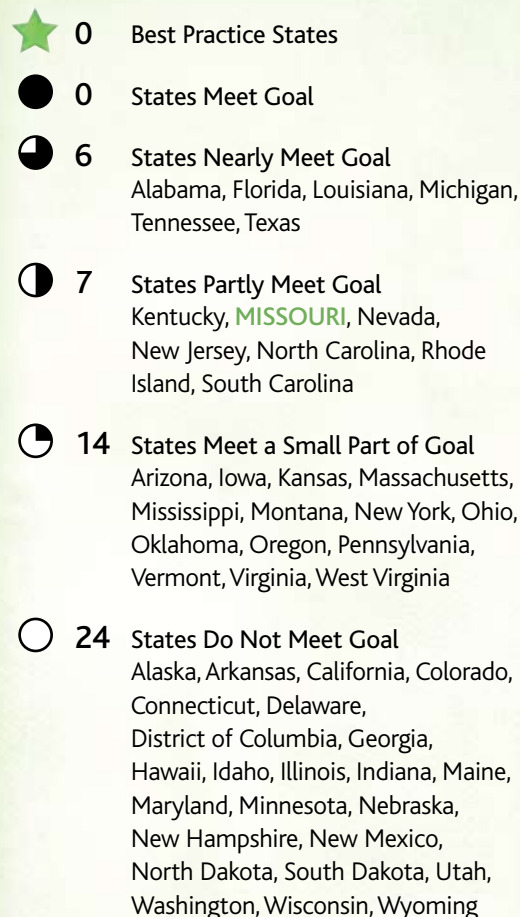 0 Best Practice States
0 States Meet Goal
6 States Nearly Meet Goal
Alabama, Florida, Louisiana, Michigan,
Tennessee, Texas
7 States Partly Meet Goal
Kentucky, MISSOURI, Nevada,
New Jersey, North Carolina, Rhode
Island, South Carolina
14 States Meet a Small Part of Goal
Arizona, Iowa, Kansas, Massachusetts,
Mississippi, Montana, New York, Ohio,
Oklahoma, Oregon, Pennsylvania,
Vermont, Virginia, West Virginia
24 States Do Not Meet Goal
Alaska, Arkansas, California, Colorado,
Connecticut, Delaware,
District of Columbia, Georgia,
Hawaii, Idaho, Illinois, Indiana, Maine,
Maryland, Minnesota, Nebraska,
New Hampshire, New Mexico,
North Dakota, South Dakota, Utah,
Washington, Wisconsin, Wyoming